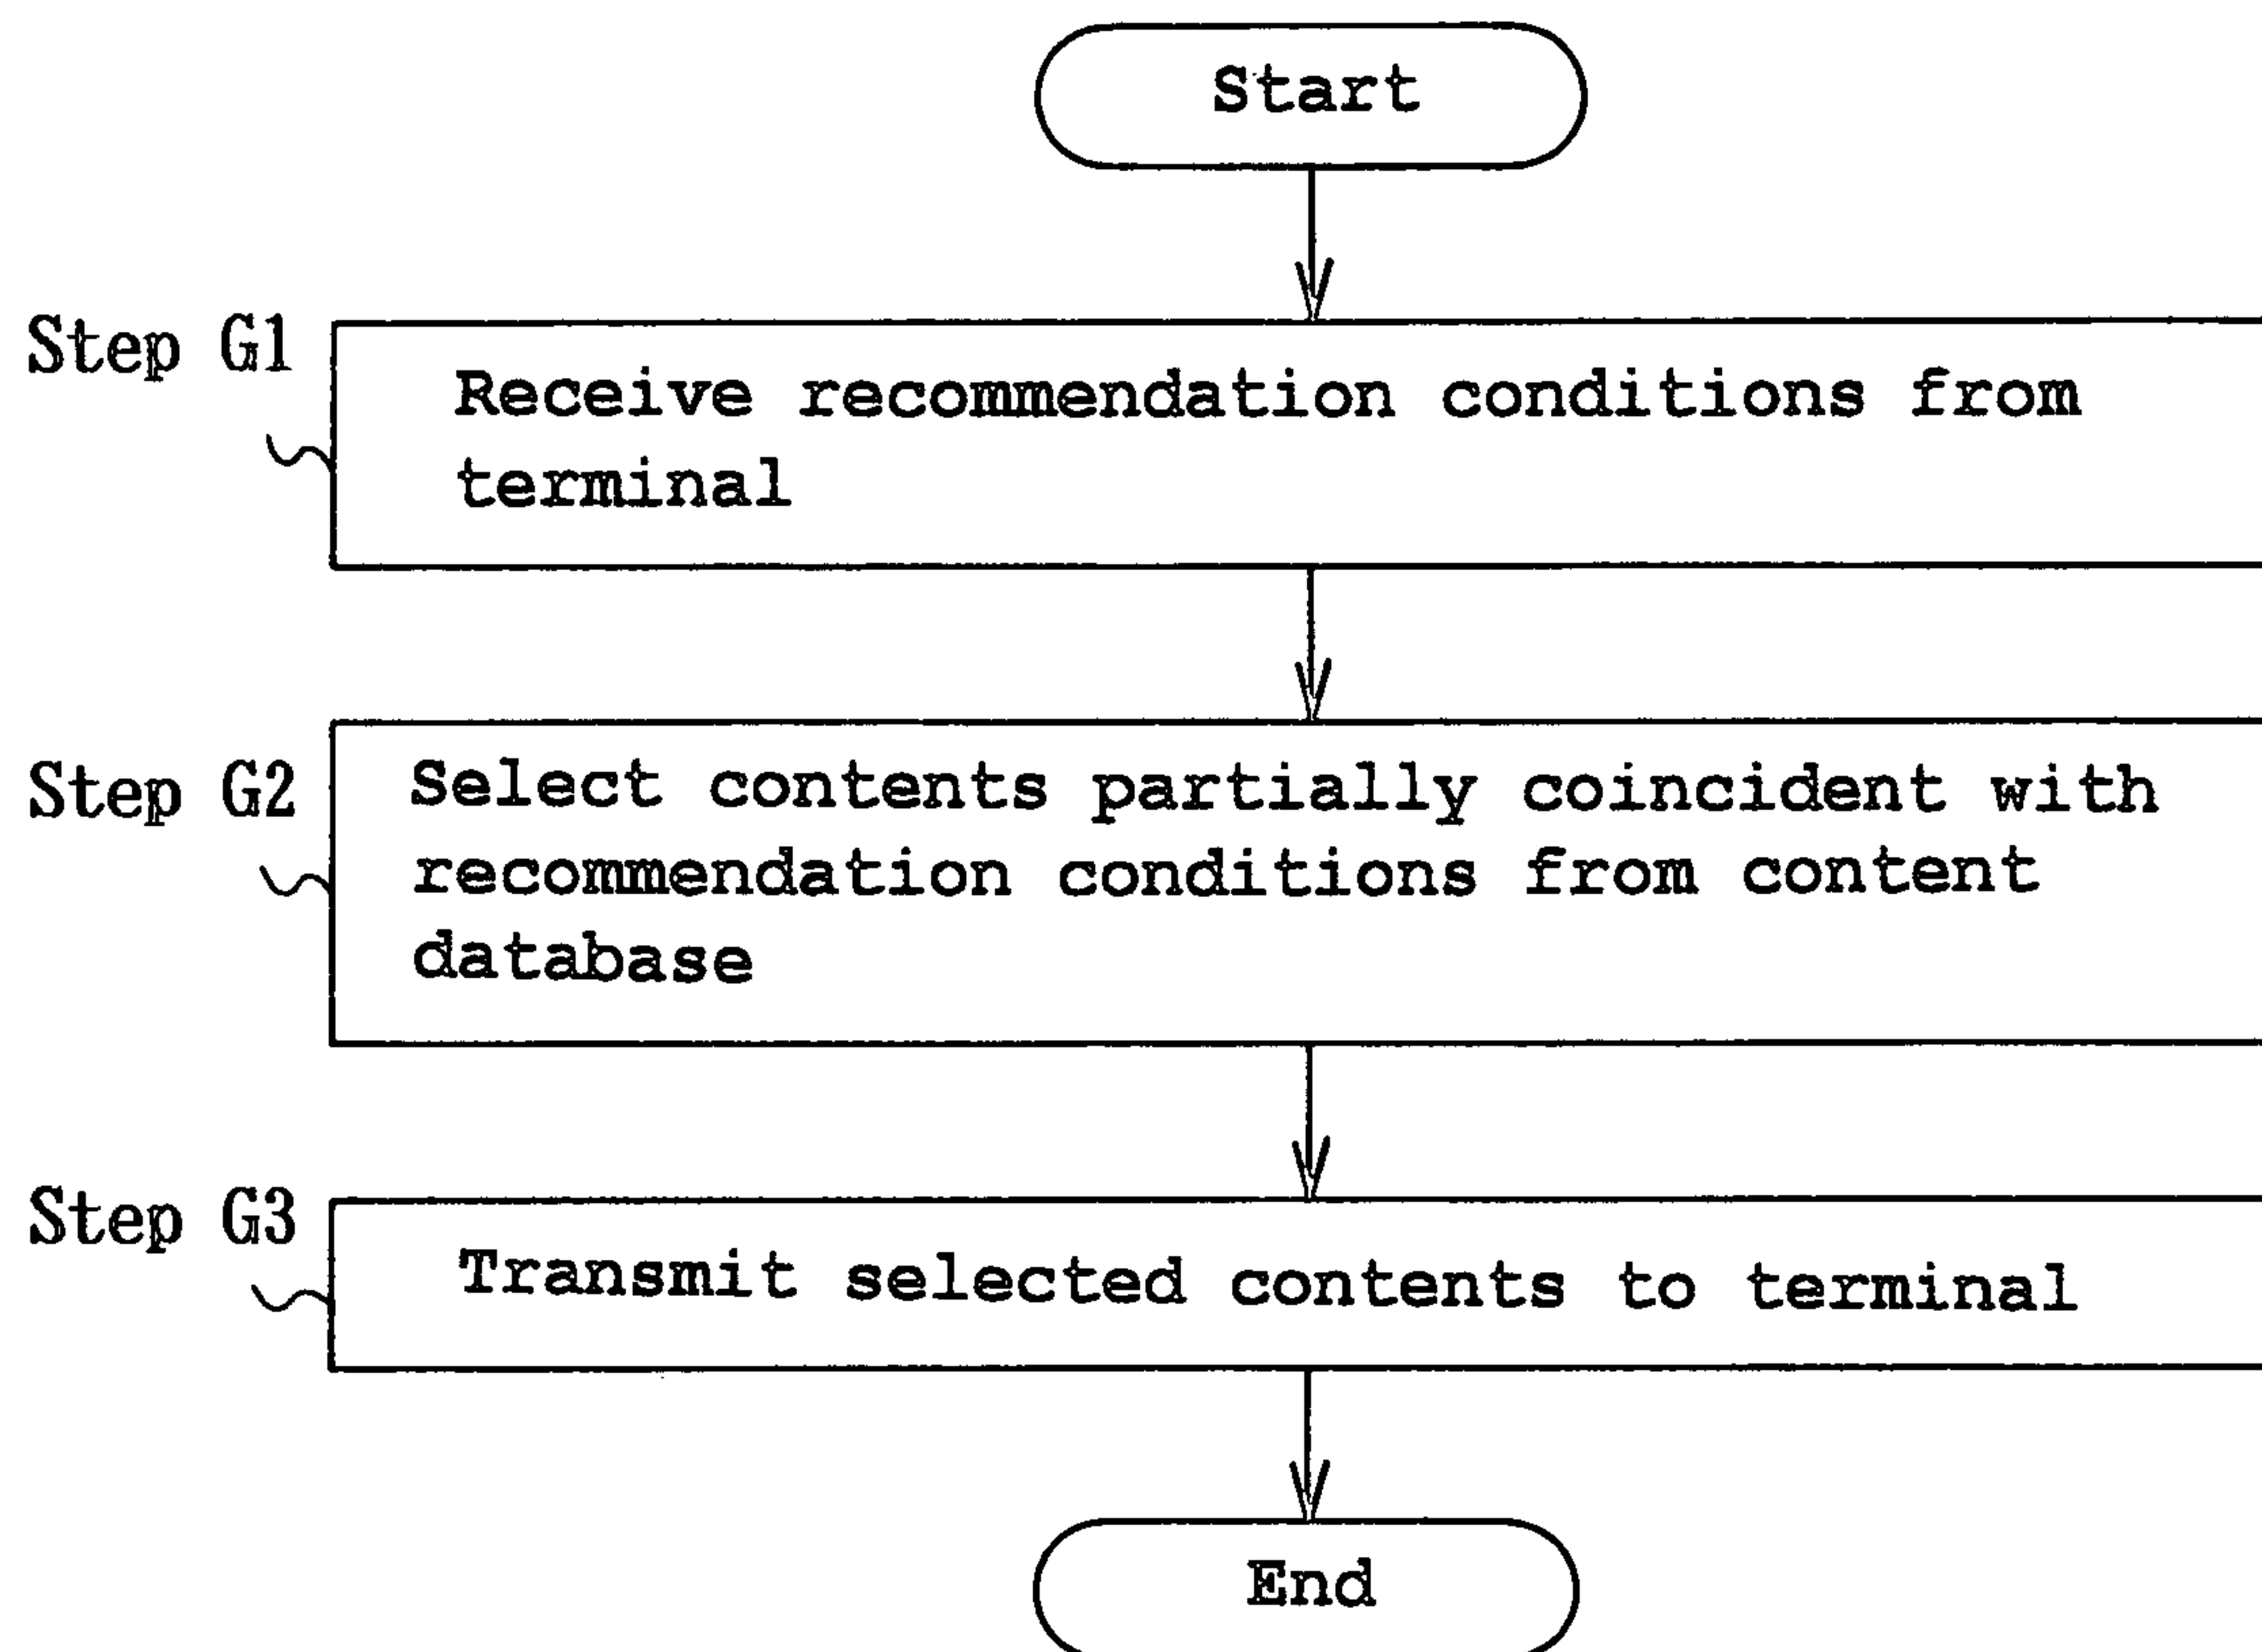 Start
Step G1
Receive recommendation conditions from
terminal
Step G2
Select contents partially coincident with
recommendation conditions from content
database
Step G3
Transmit selected contents to terminal
End